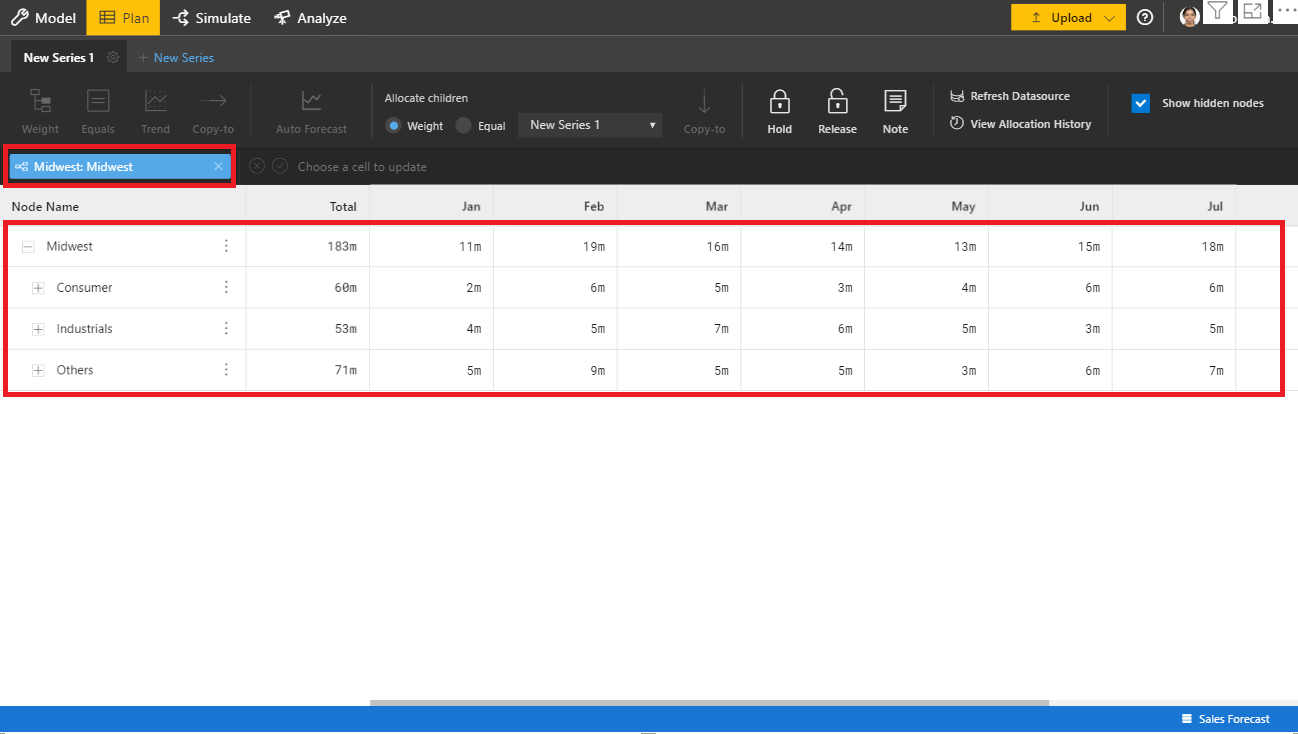 Model Plan Simulate Analyze Upload
New Series 1 + New Series
Allocate children
Weight Equals Trend Copy-to Auto Forecast Weight Equal New Series 1 Copy-to Hold Release Note
Refresh Datasource
View Allocation History
Show hidden nodes
Midwest: Midwest Choose a cell to update
Node Name Total Jan Feb Mar Apr May Jun Jul
Midwest 183m 11m 19m 16m 14m 13m 15m 18m
Consumer 60m 2m 6m 5m 3m 4m 6m 6m
Industrials 53m 4m 5m 7m 6m 5m 3m 5m
Others 71m 5m 9m 5m 5m 3m 6m 7m
Sales Forecast